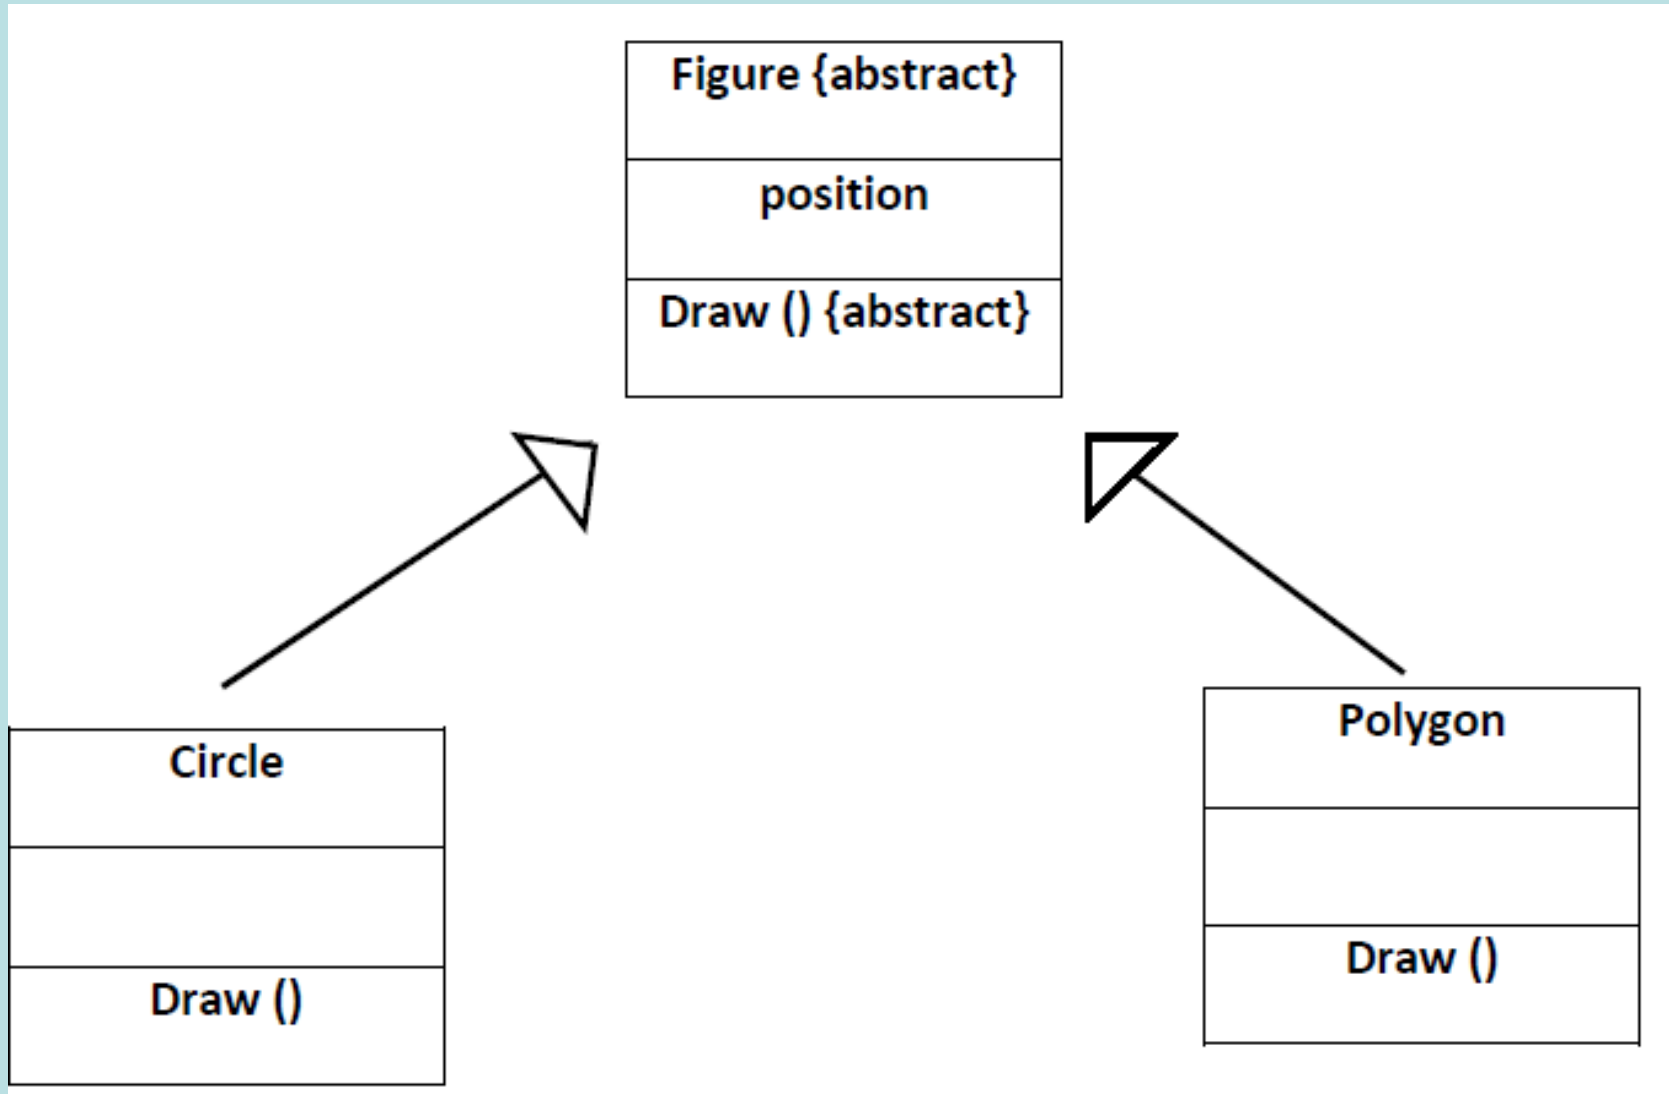 Figure {abstract}
position
Draw () {abstract}
Circle
Draw ()
Polygon
Draw ()